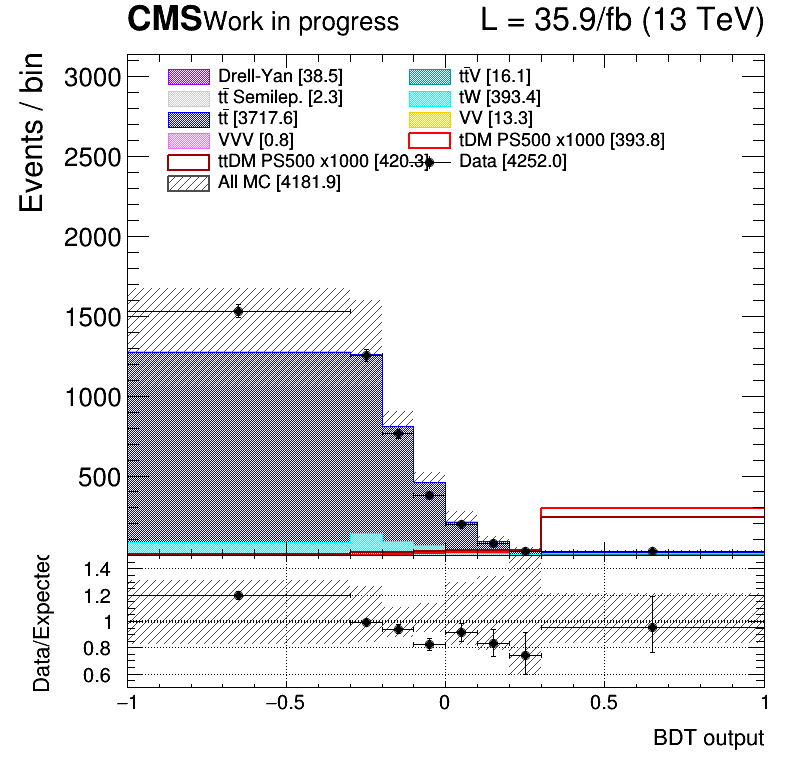 CMS Work in progress L = 35.9/fb (13 TeV)
Events / bin
3000
2500
2000
1500
1000
500
Drell-Yan [38.5]
tt̄V [16.1]
tt̄ Semilep. [2.3]
tW [393.4]
tt̄ [3717.6]
VV [13.3]
VVV [0.8]
tDM PS500 x1000 [393.8]
ttDM PS500 x1000 [420.3]
Data [4252.0]
All MC [4181.9]
Data/Expected
1.4
1.2
1
0.8
0.6
−1 −0.5 0 0.5 1
BDT output